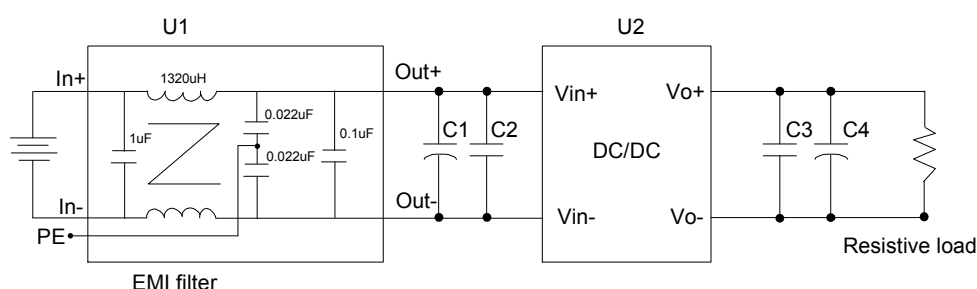 U1
U2
In+
1320uH
Out+
Vin+
Vo+
0.022uF
1uF
0.1uF
C1
C2
C3
C4
DC/DC
0.022uF
In-
Out-
Vin-
Vo-
PE
Resistive load
EMI filter